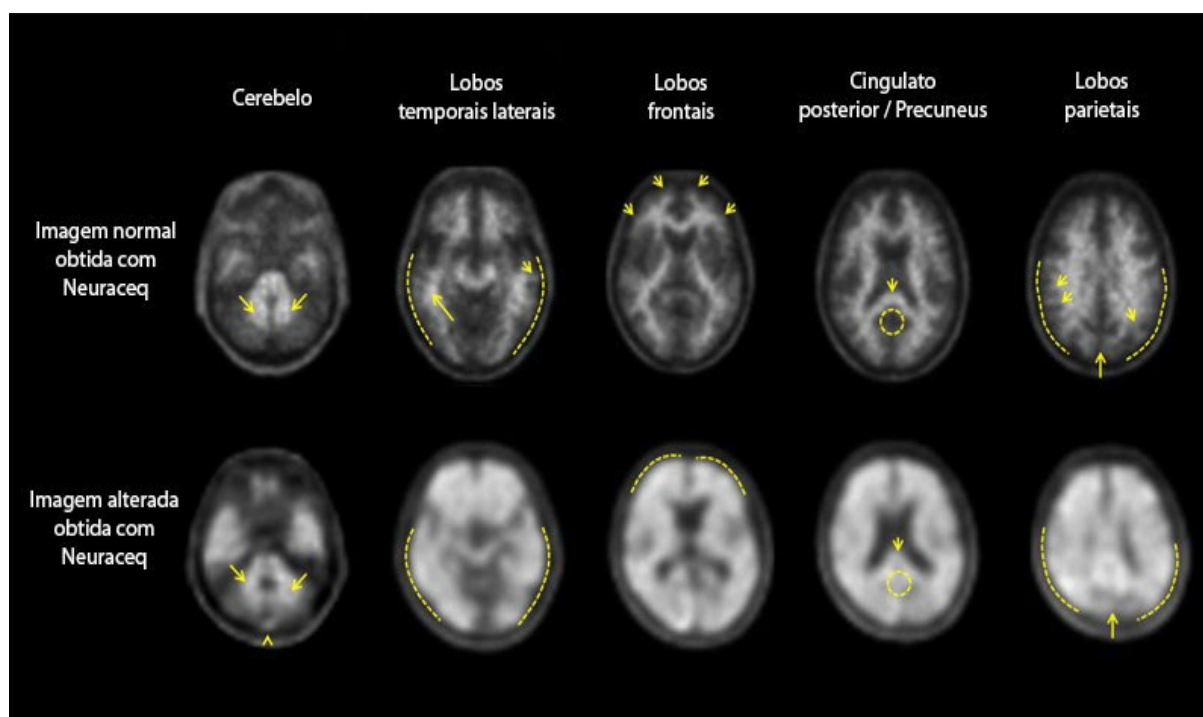 Cerebelo
Lobos
temporais laterais
Lobos
frontais
Cingulato
posterior / Precuneus
Lobos
parietais
Imagem normal
obtida com
Neuraceq
Imagem alterada
obtida com
Neuraceq